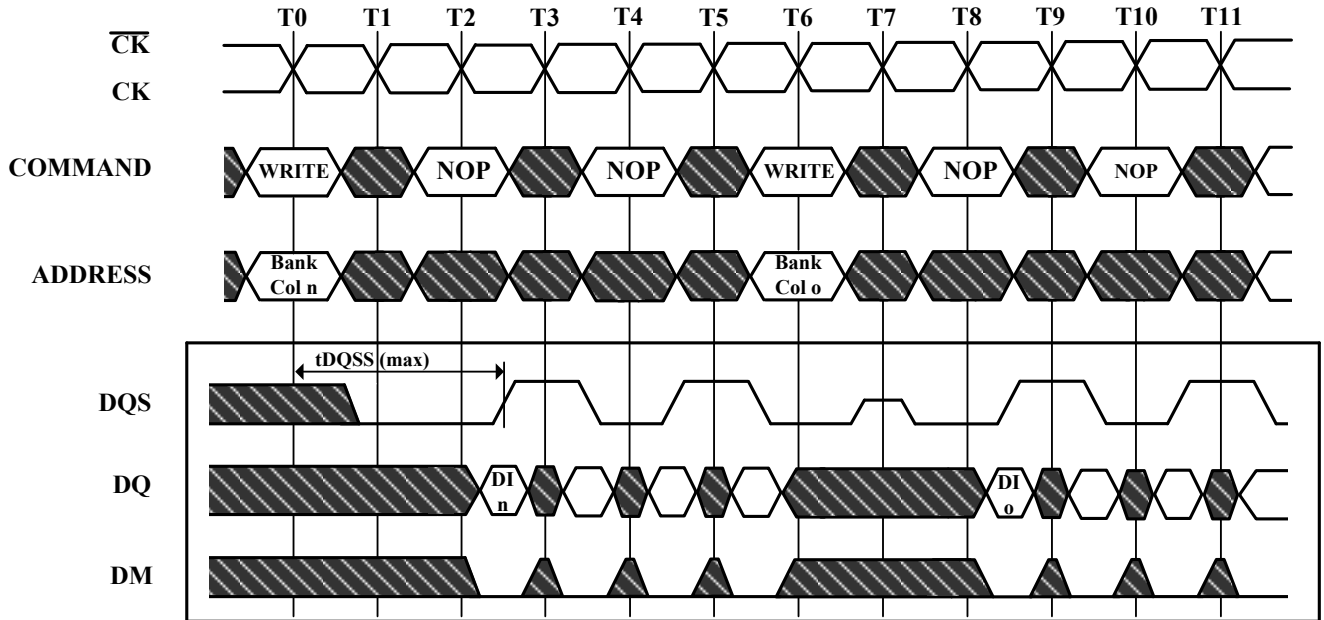 T0 T1 T2 T3 T4 T5 T6 T7 T8 T9 T10 T11
CK
CK
COMMAND WRITE NOP NOP WRITE NOP NOP
ADDRESS Bank Col n Bank Col o
tDQSS (max)
DQS
DQ DI n DI o
DM